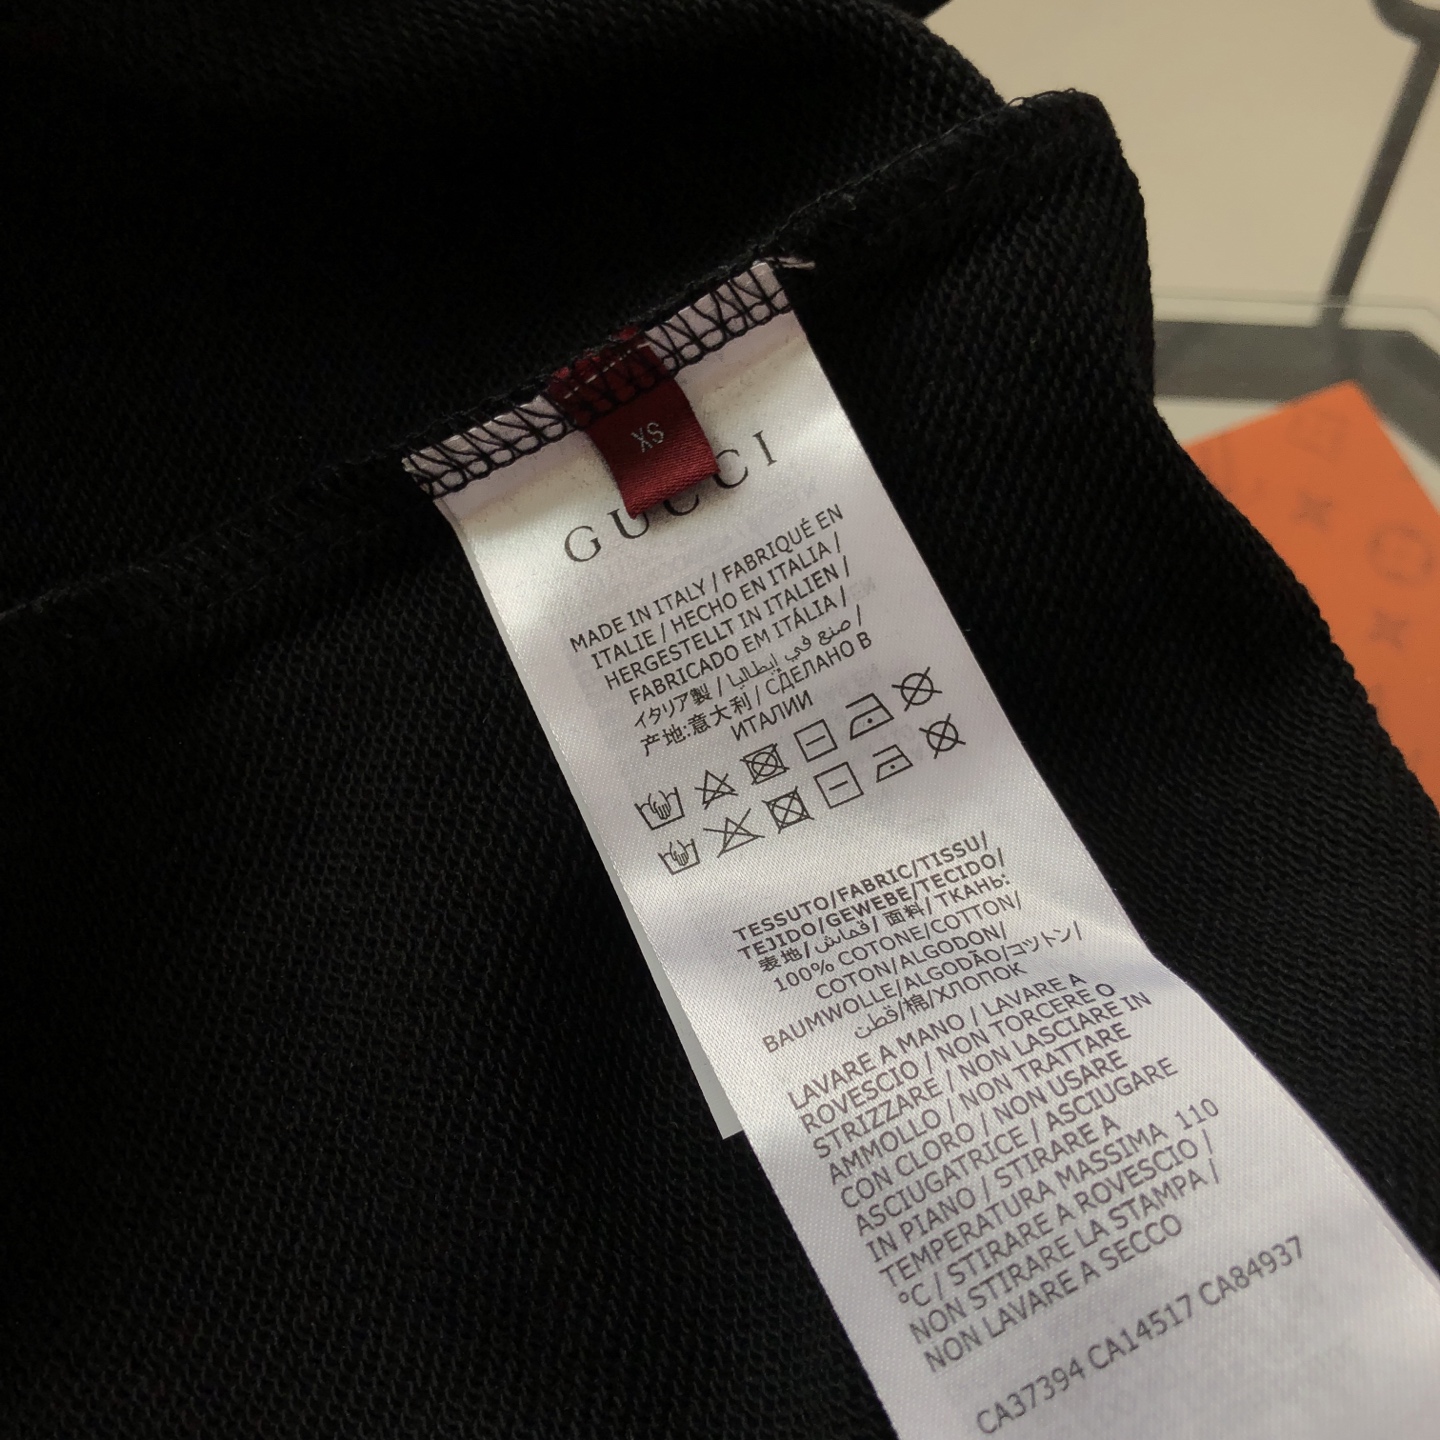 XS
GUCCI
MADE IN ITALY / FABRIQUÉ EN
ITALIE / HECHO EN ITALIA /
HERGESTELLT IN ITALIEN /
FABRICADO EM ITÁLIA /
イタリア製 / صنع في إيطاليا /
产地:意大利 / СДЕЛАНО В
ИТАЛИИ
TESSUTO/FABRIC/TISSU/
TEJIDO/GEWEBE/TECIDO/
表地/قماش/面料/ТКАНЬ:
100% COTONE/COTTON/
COTON/ALGODON/
BAUMWOLLE/ALGODÃO/コットン/
قطن/棉/ХЛОПОК
LAVARE A MANO / LAVARE A
ROVESCIO / NON TORCERE O
STRIZZARE / NON LASCIARE IN
AMMOLLO / NON TRATTARE
CON CLORO / NON USARE
ASCIUGATRICE / ASCIUGARE
IN PIANO / STIRARE A
TEMPERATURA MASSIMA 110
°C / STIRARE A ROVESCIO /
NON STIRARE LA STAMPA /
NON LAVARE A SECCO
CA37394 CA14517 CA84937